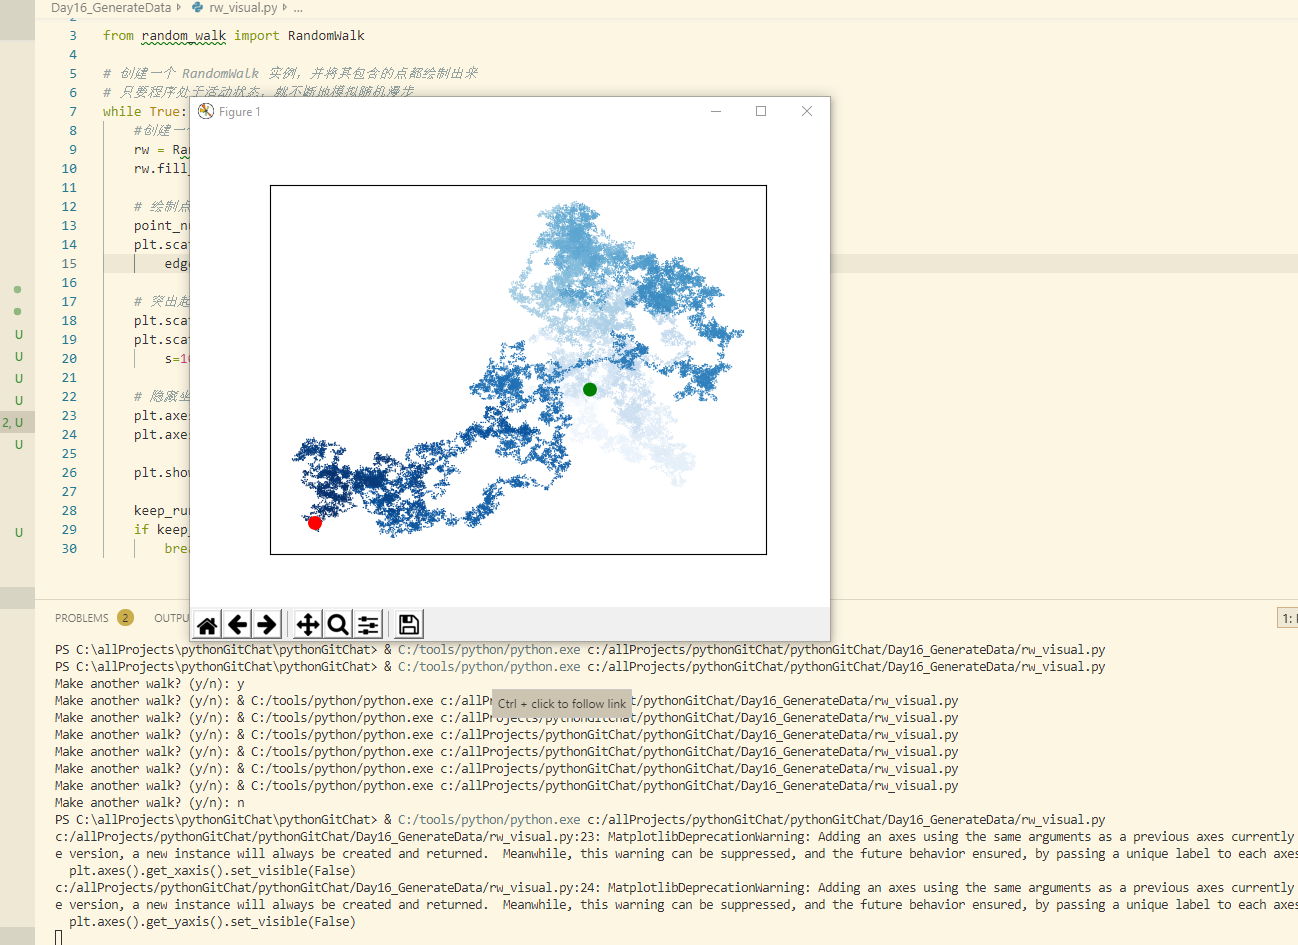 Day16_GenerateData
rw_visual.py
...
2
3 from random_walk import RandomWalk
4
5 # 创建一个 RandomWalk 实例，并将其包含的点都绘制出来
6 # 只要程序处于活动状态，就不断地模拟随机漫步
7 while True:
8 #创建一个
9 rw = Ra
10 rw.fill_
11
12 # 绘制点
13 point_nu
14 plt.scat
15 edge
16
17 # 突出起
18 plt.scat
19 plt.scat
20 s=10
21
22 # 隐藏坐
23 plt.axes
24 plt.axes
25
26 plt.show
27
28 keep_run
29 if keep_
30 brea
U
U
U
U
2, U
U
U
Figure 1
PROBLEMS 2 OUTPU
1:
PS C:\allProjects\pythonGitChat\pythonGitChat> & C:/tools/python/python.exe c:/allProjects/pythonGitChat/pythonGitChat/Day16_GenerateData/rw_visual.py
PS C:\allProjects\pythonGitChat\pythonGitChat> & C:/tools/python/python.exe c:/allProjects/pythonGitChat/pythonGitChat/Day16_GenerateData/rw_visual.py
Make another walk? (y/n): y
Make another walk? (y/n): & C:/tools/python/python.exe c:/allP t/pythonGitChat/Day16_GenerateData/rw_visual.py
Ctrl + click to follow link
Make another walk? (y/n): & C:/tools/python/python.exe c:/allProjects/pythonGitChat/pythonGitChat/Day16_GenerateData/rw_visual.py
Make another walk? (y/n): & C:/tools/python/python.exe c:/allProjects/pythonGitChat/pythonGitChat/Day16_GenerateData/rw_visual.py
Make another walk? (y/n): & C:/tools/python/python.exe c:/allProjects/pythonGitChat/pythonGitChat/Day16_GenerateData/rw_visual.py
Make another walk? (y/n): & C:/tools/python/python.exe c:/allProjects/pythonGitChat/pythonGitChat/Day16_GenerateData/rw_visual.py
Make another walk? (y/n): & C:/tools/python/python.exe c:/allProjects/pythonGitChat/pythonGitChat/Day16_GenerateData/rw_visual.py
Make another walk? (y/n): n
PS C:\allProjects\pythonGitChat\pythonGitChat> & C:/tools/python/python.exe c:/allProjects/pythonGitChat/pythonGitChat/Day16_GenerateData/rw_visual.py
c:/allProjects/pythonGitChat/pythonGitChat/Day16_GenerateData/rw_visual.py:23: MatplotlibDeprecationWarning: Adding an axes using the same arguments as a previous axes currently
e version, a new instance will always be created and returned.  Meanwhile, this warning can be suppressed, and the future behavior ensured, by passing a unique label to each axes
plt.axes().get_xaxis().set_visible(False)
c:/allProjects/pythonGitChat/pythonGitChat/Day16_GenerateData/rw_visual.py:24: MatplotlibDeprecationWarning: Adding an axes using the same arguments as a previous axes currently
e version, a new instance will always be created and returned.  Meanwhile, this warning can be suppressed, and the future behavior ensured, by passing a unique label to each axes
plt.axes().get_yaxis().set_visible(False)